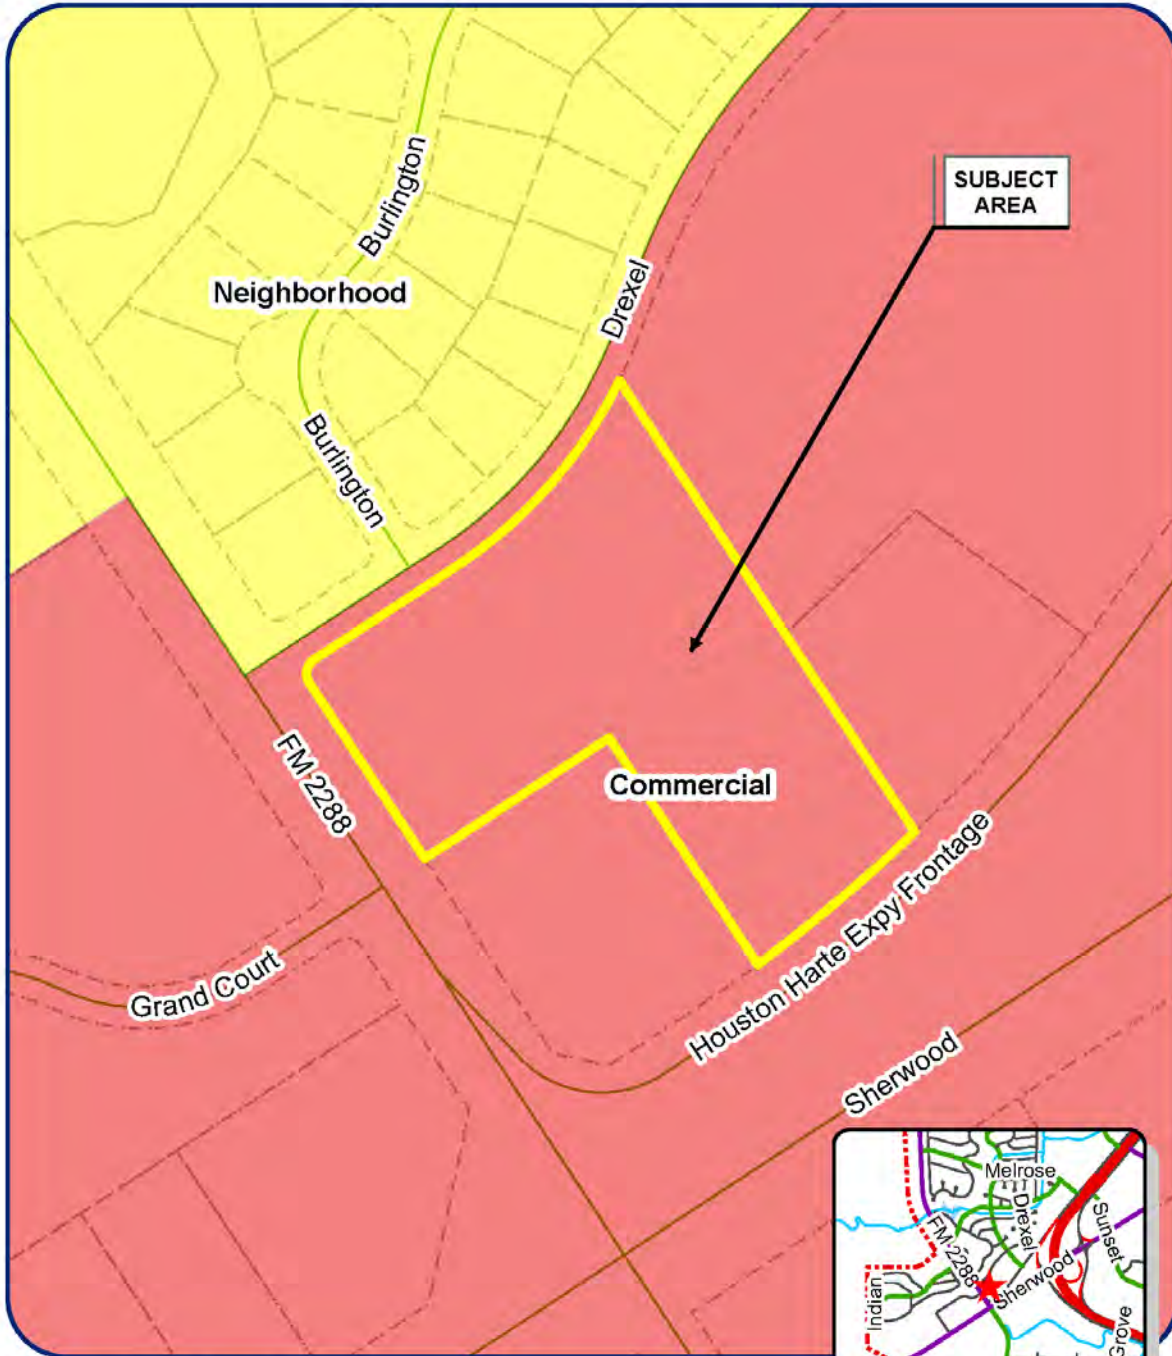 SUBJECT
AREA
Burlington
Neighborhood
Drexel
Burlington
FM 2288
Commercial
Houston Harte Expy Frontage
Grand Court
Sherwood
Melrose
Drexel
Sunset
FM 2288
Sherwood
Indian
Grove